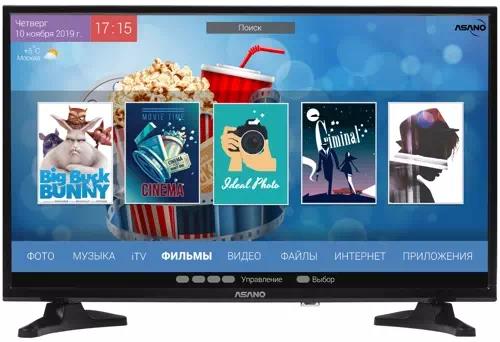 Четверг
10 ноября 2019 г.
17:15
Поиск
ASANO
+5°C
Москва
Big Buck
BUNNY
MOVIE TIME
CINEMA
Ideal Photo
Criminal
ФОТО МУЗЫКА iTV ФИЛЬМЫ ВИДЕО ФАЙЛЫ ИНТЕРНЕТ ПРИЛОЖЕНИЯ
Управление Выбор
ASANO